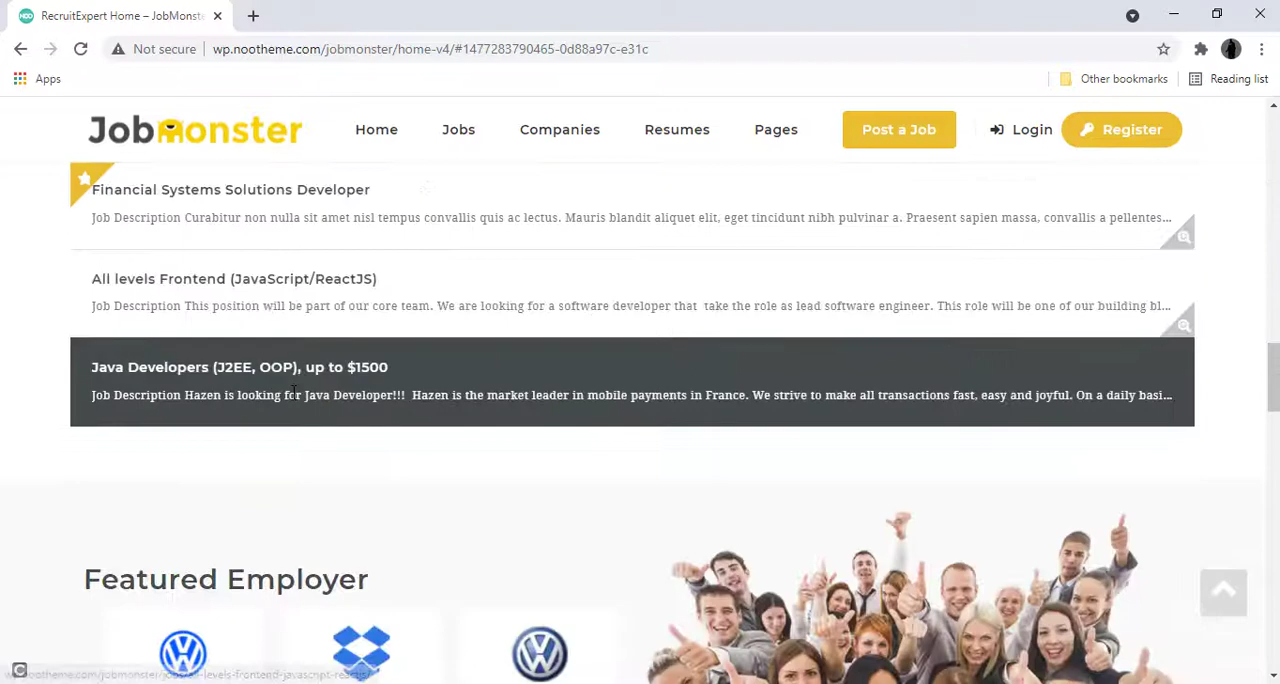 RecruitExpert Home – JobMonste
Not secure
wp.nootheme.com/jobmonster/home-v4/#1477283790465-0d88a97c-e31c
Apps
Other bookmarks
Reading list
JobMonster
Home
Jobs
Companies
Resumes
Pages
Post a Job
Login
Register
Financial Systems Solutions Developer
Job Description Curabitur non nulla sit amet nisl tempus convallis quis ac lectus. Mauris blandit aliquet elit, eget tincidunt nibh pulvinar a. Praesent sapien massa, convallis a pellentes...
All levels Frontend (JavaScript/ReactJS)
Job Description This position will be part of our core team. We are looking for a software developer that take the role as lead software engineer. This role will be one of our building bl...
Java Developers (J2EE, OOP), up to $1500
Job Description Hazen is looking for Java Developer!!! Hazen is the market leader in mobile payments in France. We strive to make all transactions fast, easy and joyful. On a daily basi...
Featured Employer